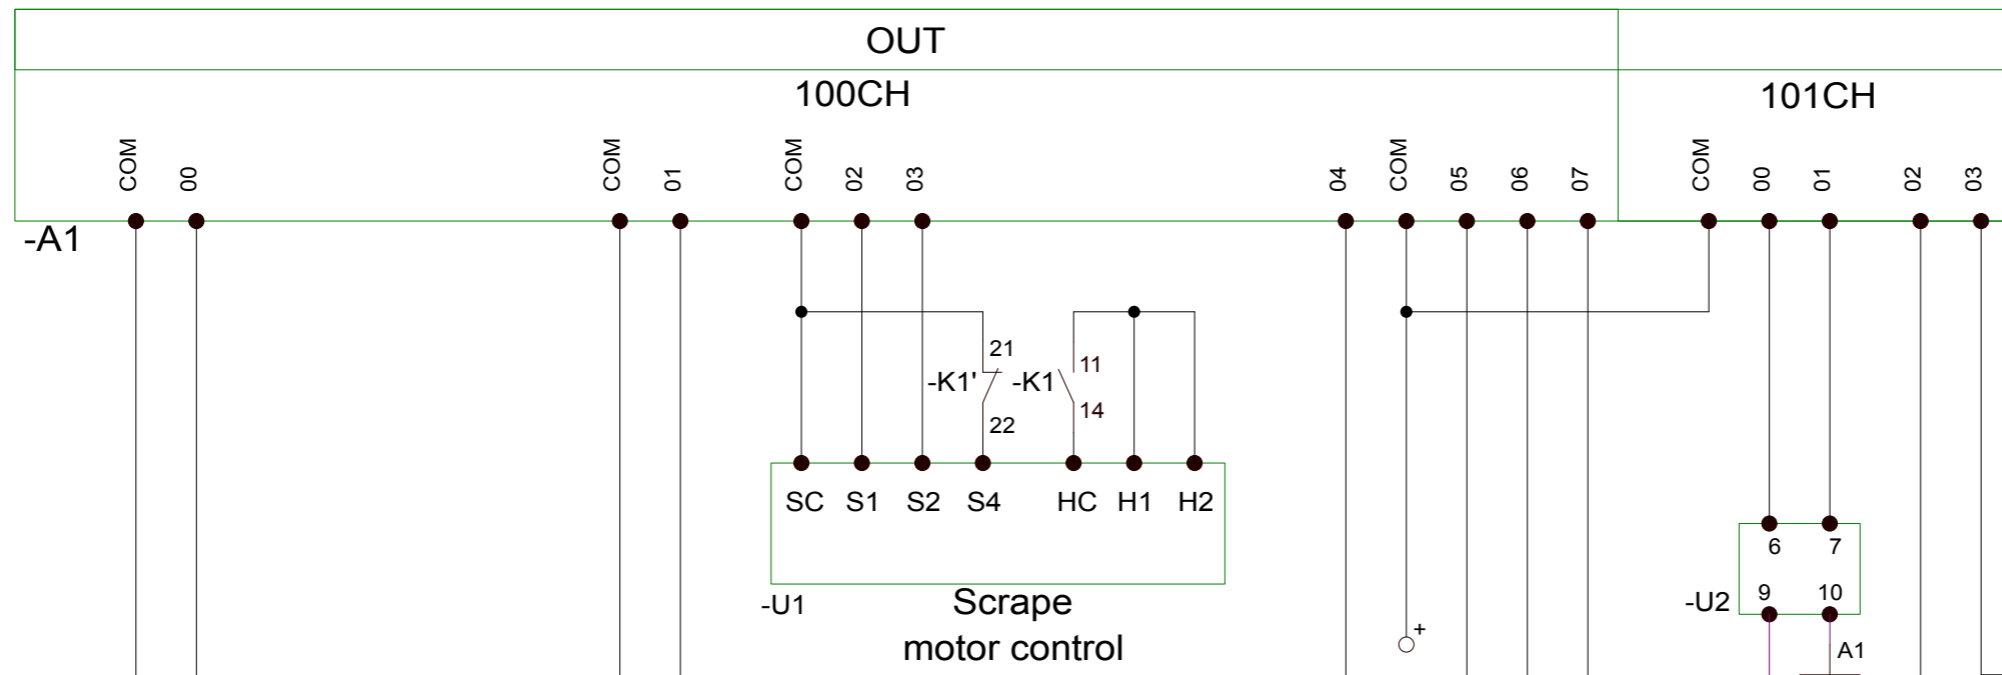 OUT
100CH
101CH
COM
00
COM
01
COM
02
03
04
COM
05
06
07
COM
00
01
02
03
-A1
21
-K1'
22
-K1
11
14
SC S1 S2 S4 HC H1 H2
-U1
Scrape
motor control
+
6 7
9 10
-U2
A1